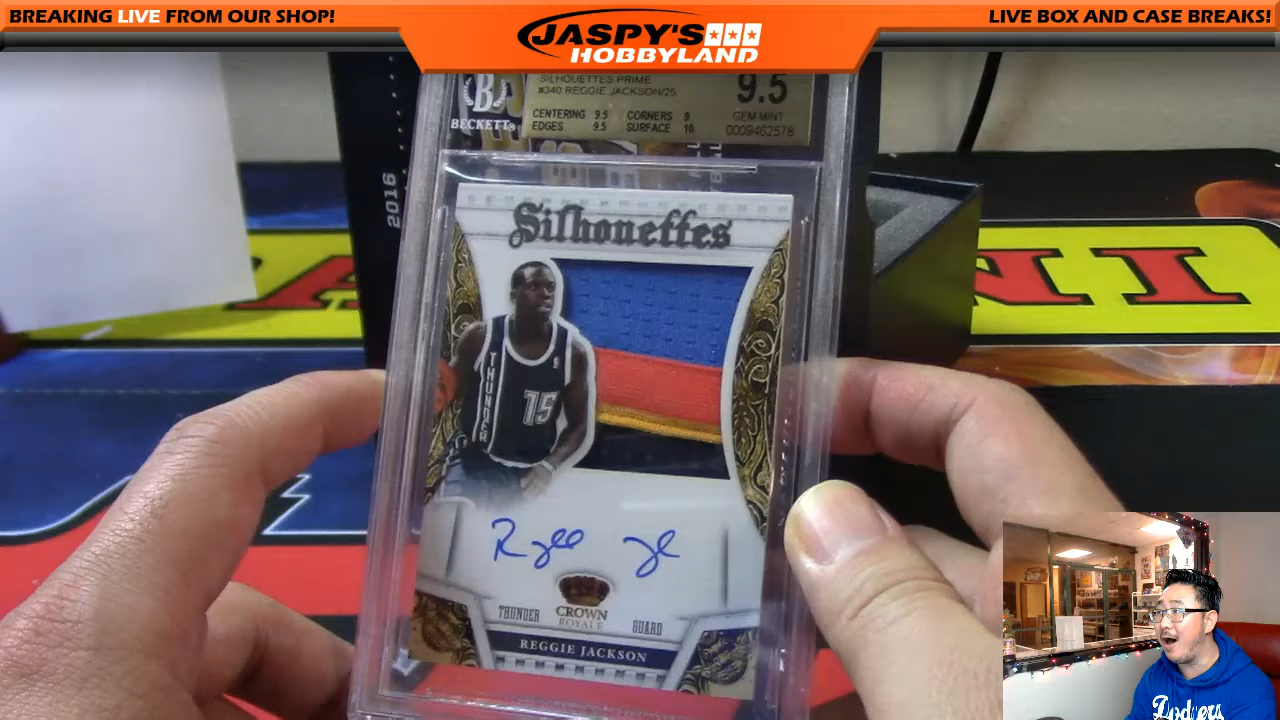 BREAKING LIVE FROM OUR SHOP!
JASPY'S
HOBBYLAND
LIVE BOX AND CASE BREAKS!
SILHOUETTES PRIME
#340 REGGIE JACKSON/25
9.5
CENTERING 9.5 CORNERS 9
GEM MINT
EDGES 9.5 SURFACE 10
0009462578
B
BECKETT
2016
Silhouettes
THUNDER
15
THUNDER
CROWN
ROYALE
GUARD
REGGIE JACKSON
NI
Dodgers